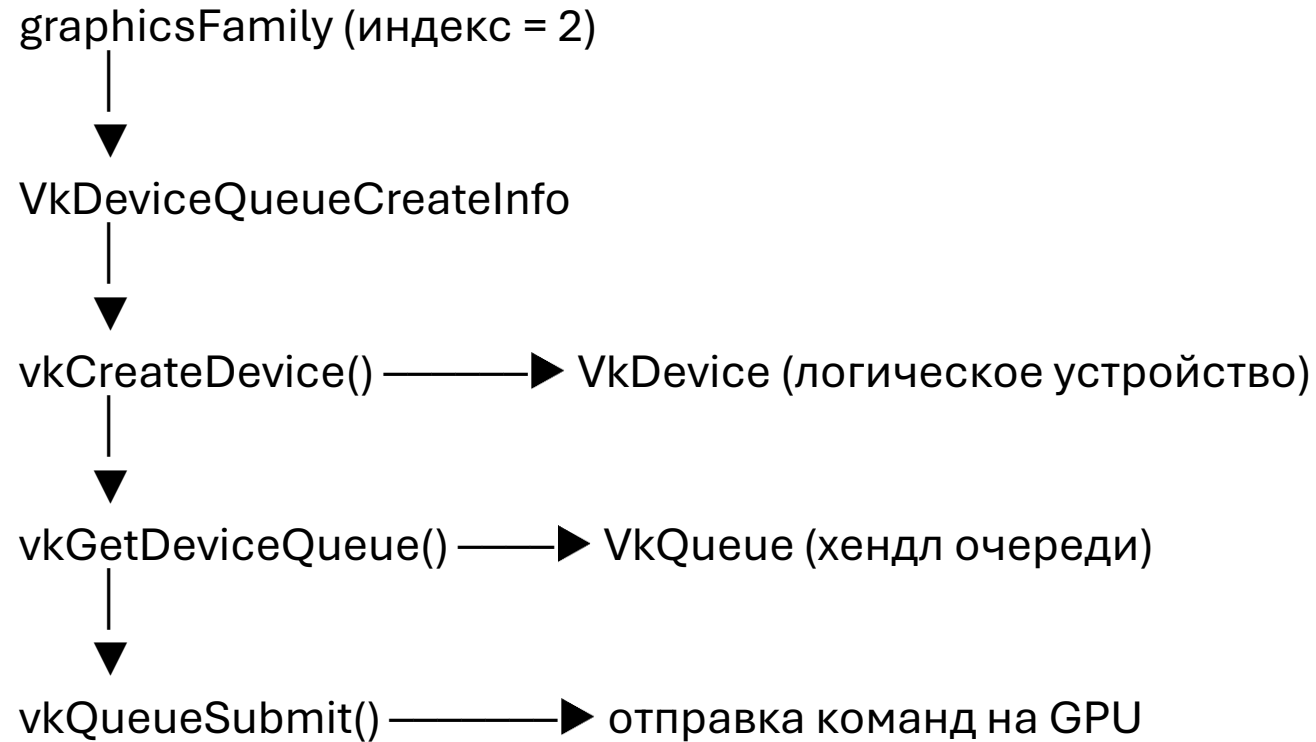 graphicsFamily (индекс = 2)
VkDeviceQueueCreateInfo
vkCreateDevice() ► VkDevice (логическое устройство)
vkGetDeviceQueue() ► VkQueue (хендл очереди)
vkQueueSubmit() ► отправка команд на GPU